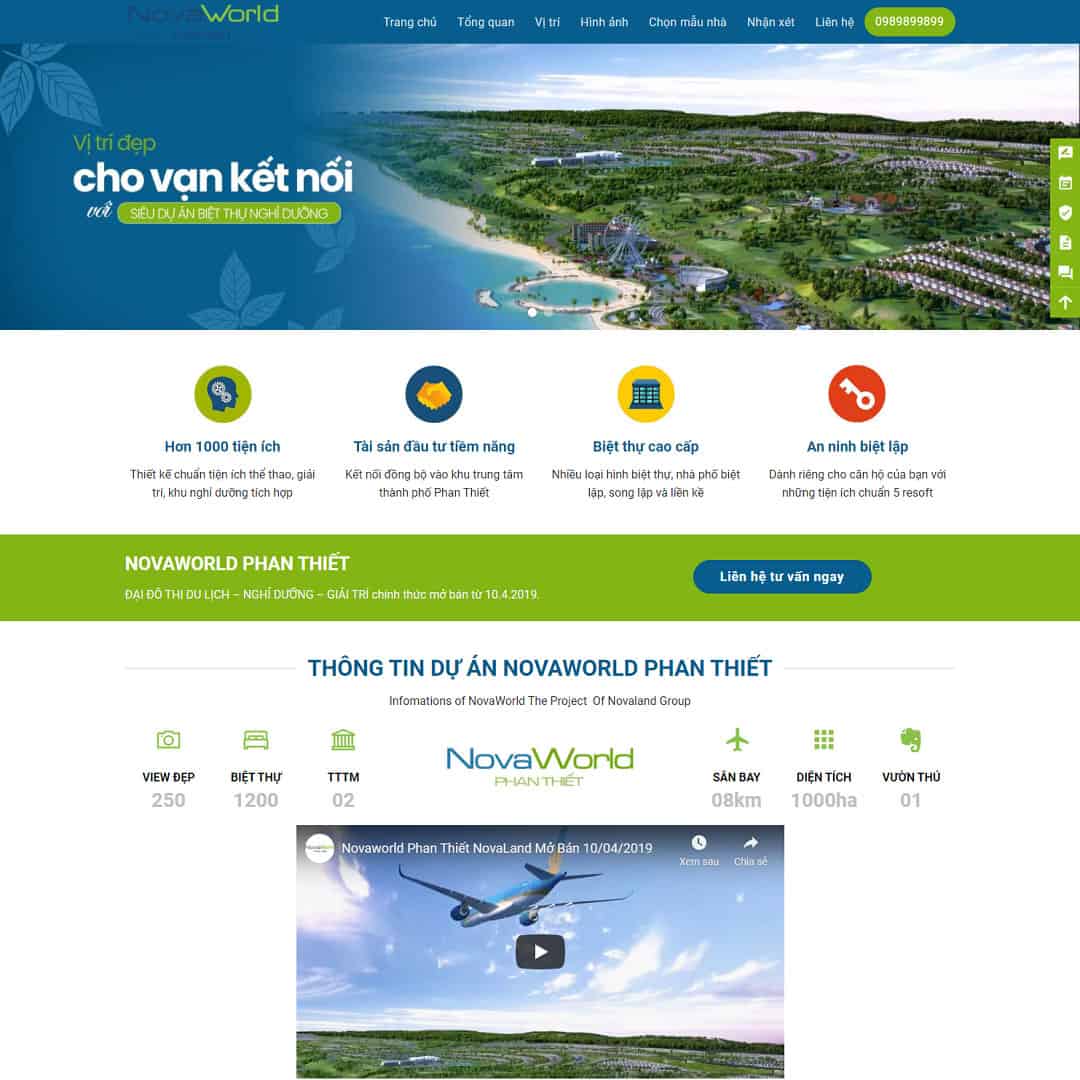 NovaWorld
Trang chủ Tổng quan Vị trí Hình ảnh Chọn mẫu nhà Nhận xét Liên hệ 0989899899
Vị trí đẹp
cho vạn kết nối
với SIÊU DỰ ÁN BIỆT THỰ NGHỈ DƯỠNG
Hơn 1000 tiện ích
Thiết kế chuẩn tiện ích thể thao, giải
trí, khu nghỉ dưỡng tích hợp
Tài sản đầu tư tiềm năng
Kết nối đồng bộ vào khu trung tâm
thành phố Phan Thiết
Biệt thự cao cấp
Nhiều loại hình biệt thự, nhà phố biệt
lập, song lập và liền kề
An ninh biệt lập
Dành riêng cho căn hộ của bạn với
những tiện ích chuẩn 5 resoft
NOVAWORLD PHAN THIẾT
ĐẠI ĐÔ THỊ DU LỊCH – NGHỈ DƯỠNG – GIẢI TRÍ chính thức mở bán từ 10.4.2019.
Liên hệ tư vấn ngay
THÔNG TIN DỰ ÁN NOVAWORLD PHAN THIẾT
Infomations of NovaWorld The Project Of Novaland Group
VIEW ĐẸP
250
BIỆT THỰ
1200
TTTM
02
NovaWorld
PHAN THIẾT
SÂN BAY
08km
DIỆN TÍCH
1000ha
VƯỜN THÚ
01
Novaworld Phan Thiết NovaLand Mở Bán 10/04/2019
Xem sau Chia sẻ